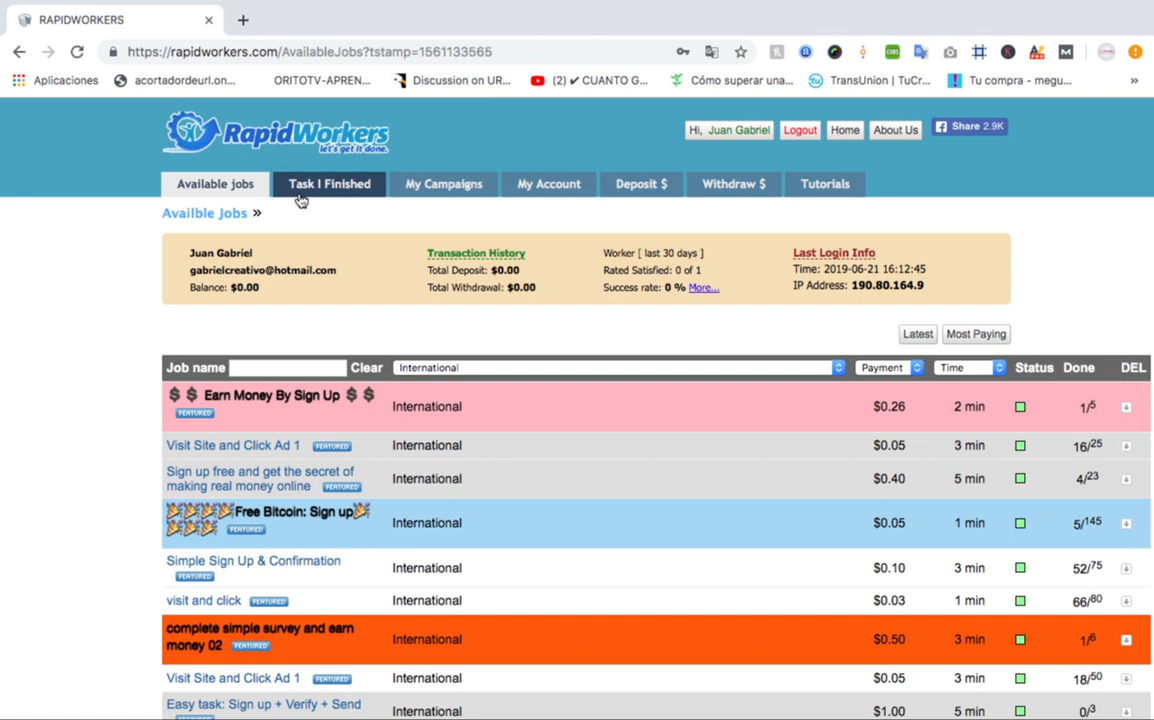 RAPIDWORKERS
https://rapidworkers.com/AvailableJobs?tstamp=1561133565
Aplicaciones acortadordeurl.on... ORITOTV-APREN... Discussion on UR... (2) ✔ CUANTO G... Cómo superar una... TransUnion | TuCr... Tu compra - megu... »
RapidWorkers
let's get it done.
Hi, Juan Gabriel Logout Home About Us Share 2.9K
Available jobs Task I Finished My Campaigns My Account Deposit $ Withdraw $ Tutorials
Availble Jobs »
Juan Gabriel Transaction History Worker [ last 30 days ] Last Login Info
gabrielcreativo@hotmail.com Total Deposit: $0.00 Rated Satisfied: 0 of 1 Time: 2019-06-21 16:12:45
Balance: $0.00 Total Withdrawal: $0.00 Success rate: 0 % More... IP Address: 190.80.164.9
Latest Most Paying
Job name Clear International Payment Time Status Done DEL
$ $ Earn Money By Sign Up $ $
FEATURED
International $0.26 2 min 1/5
Visit Site and Click Ad 1 FEATURED International $0.05 3 min 16/25
Sign up free and get the secret of
making real money online FEATURED
International $0.40 5 min 4/23
Free Bitcoin: Sign up
FEATURED
International $0.05 1 min 5/145
Simple Sign Up & Confirmation
FEATURED
International $0.10 3 min 52/75
visit and click FEATURED International $0.03 1 min 66/80
complete simple survey and earn
money 02 FEATURED
International $0.50 3 min 1/6
Visit Site and Click Ad 1 FEATURED International $0.05 3 min 18/50
Easy task: Sign up + Verify + Send
International $1.00 5 min 0/3